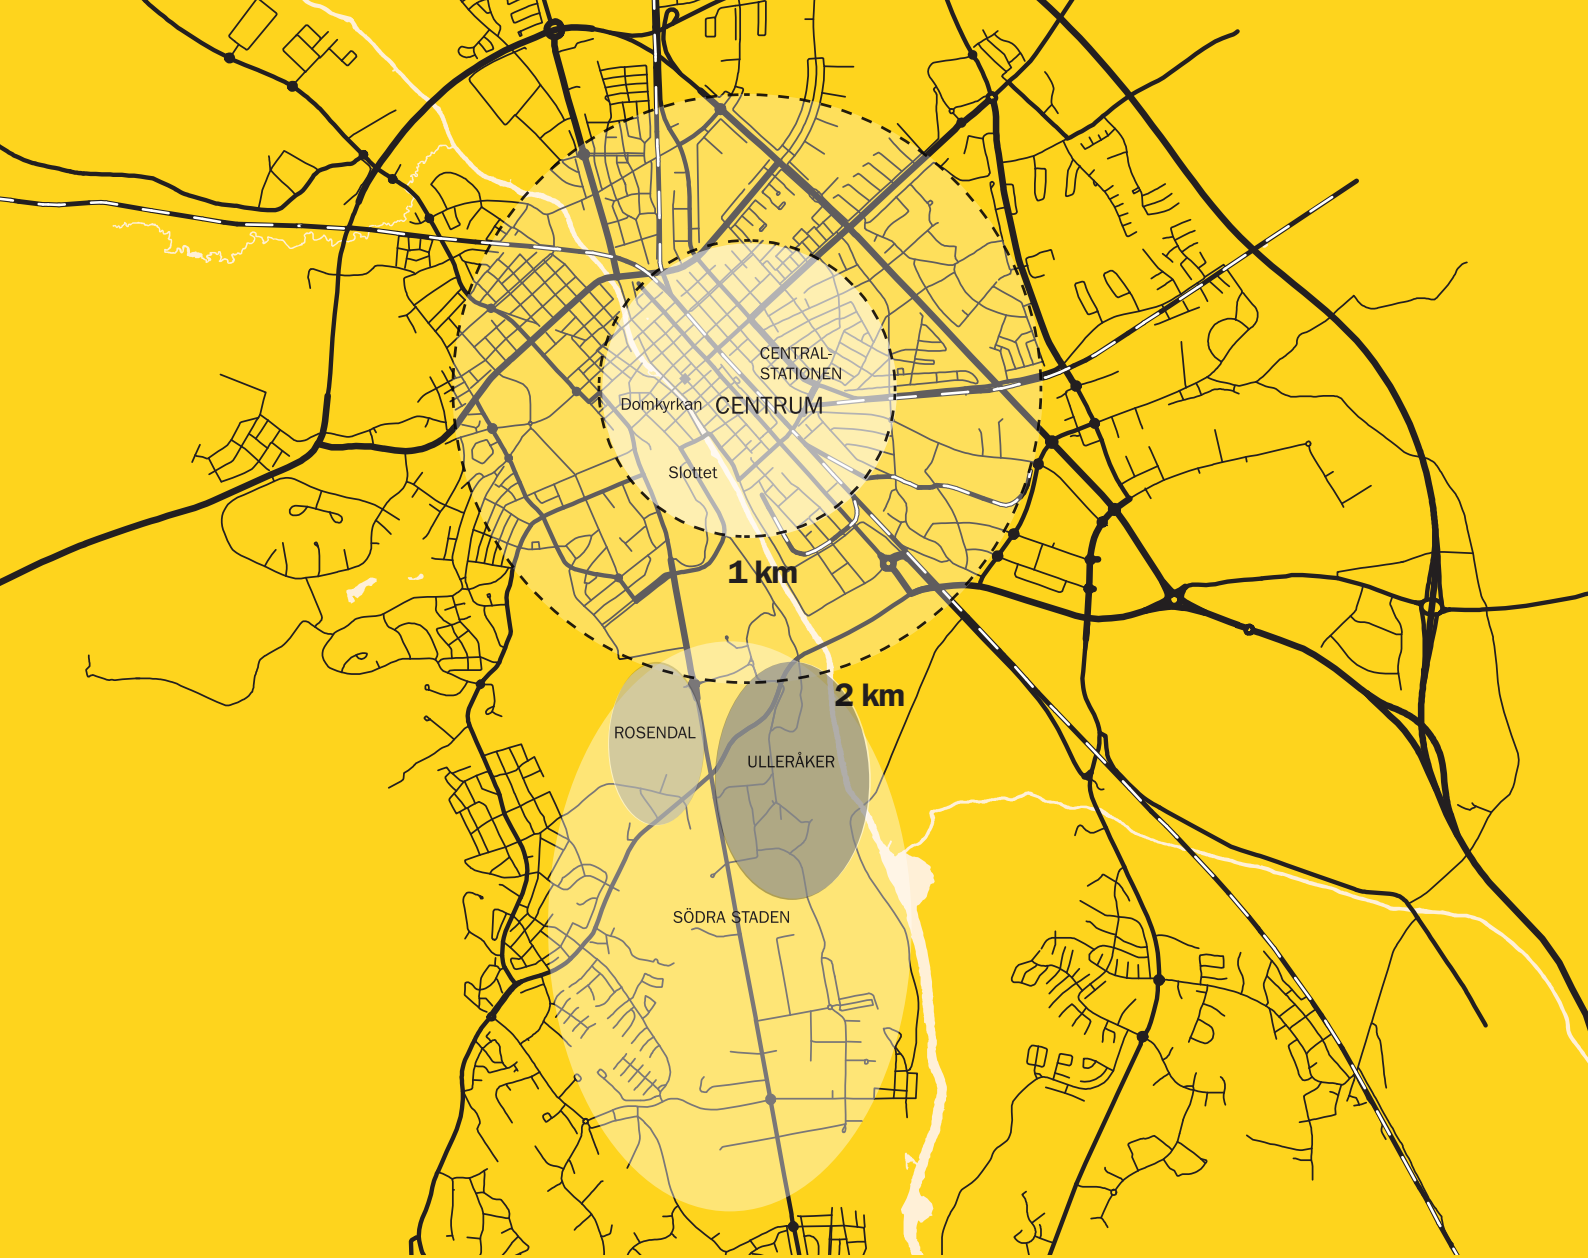 CENTRAL-
STATIONEN
Domkyrkan
CENTRUM
Slottet
1 km
2 km
ROSENDAL
ULLERÅKER
SÖDRA STADEN